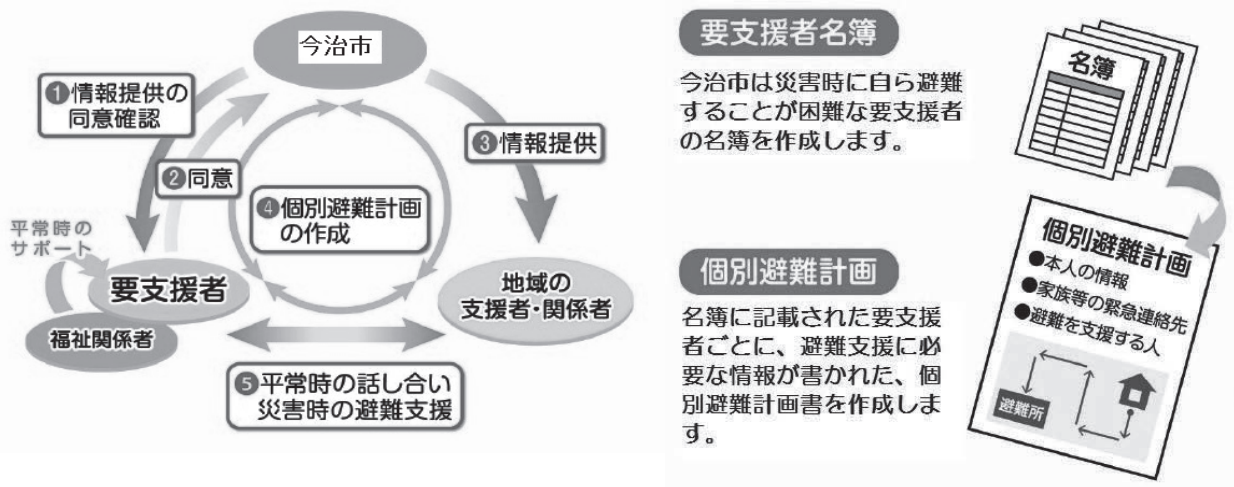 今治市
❶情報提供の
同意確認
❷同意
❸情報提供
❹個別避難計画
の作成
平常時の
サポート
要支援者
福祉関係者
地域の
支援者・関係者
❺平常時の話し合い
災害時の避難支援
要支援者名簿
今治市は災害時に自ら避難
することが困難な要支援者
の名簿を作成します。
名簿
個別避難計画
名簿に記載された要支援
者ごとに、避難支援に必
要な情報が書かれた、個
別避難計画書を作成しま
す。
個別避難計画
●本人の情報
●家族等の緊急連絡先
●避難を支援する人
避難所